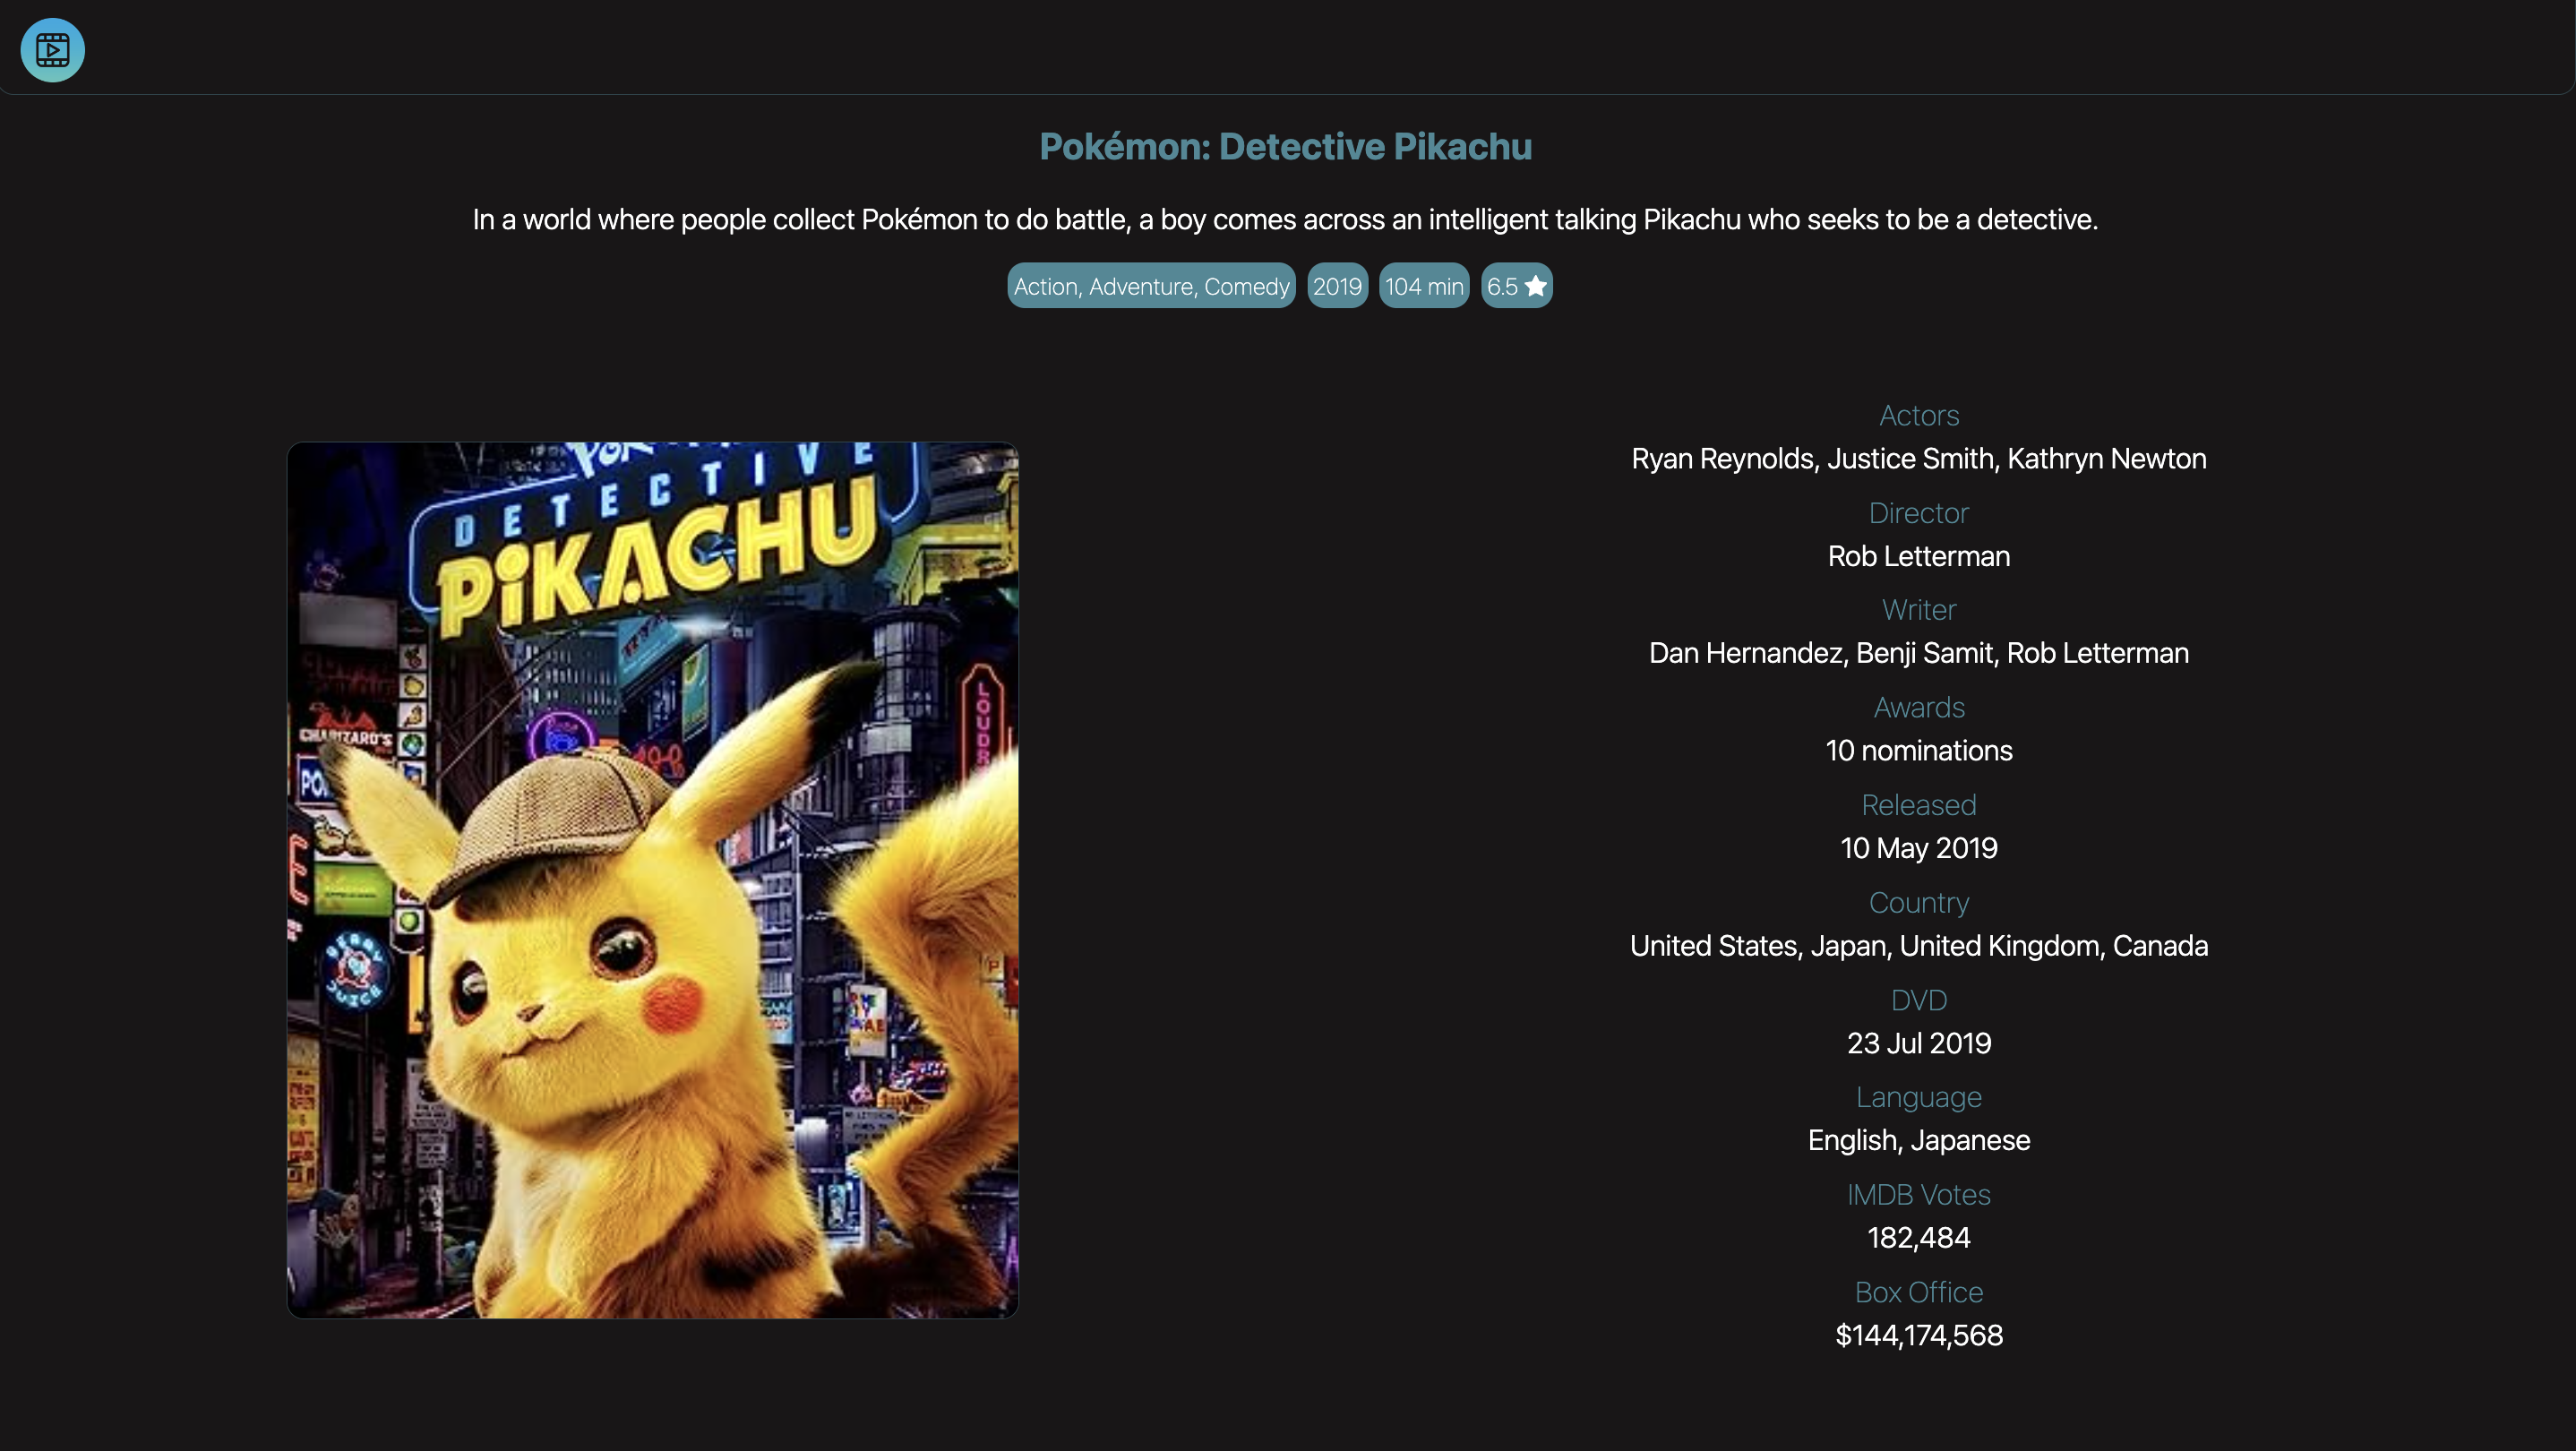 Pokémon: Detective Pikachu
In a world where people collect Pokémon to do battle, a boy comes across an intelligent talking Pikachu who seeks to be a detective.
Action, Adventure, Comedy 2019 104 min 6.5
DETECTIVE
PiKACHU
CHARIZARD'S
Actors
Ryan Reynolds, Justice Smith, Kathryn Newton
Director
Rob Letterman
Writer
Dan Hernandez, Benji Samit, Rob Letterman
Awards
10 nominations
Released
10 May 2019
Country
United States, Japan, United Kingdom, Canada
DVD
23 Jul 2019
Language
English, Japanese
IMDB Votes
182,484
Box Office
$144,174,568